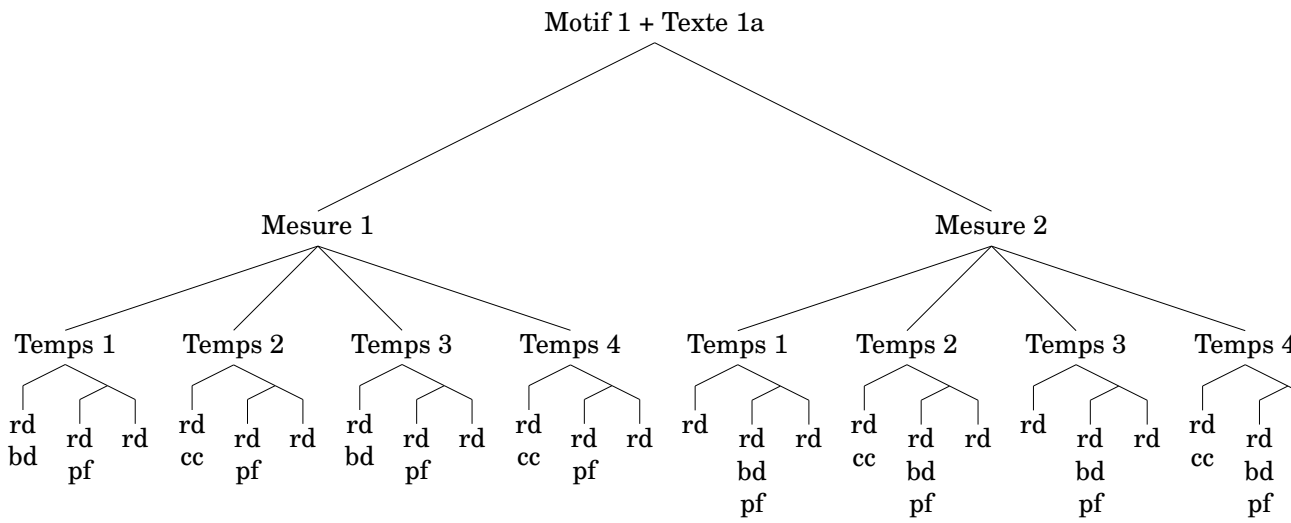 Motif 1 + Texte 1a
Mesure 1 Mesure 2
Temps 1 Temps 2 Temps 3 Temps 4 Temps 1 Temps 2 Temps 3 Temps 4
rd rd rd rd rd rd rd rd rd rd rd rd rd rd rd rd rd rd rd rd rd rd rd
bd pf cc pf bd pf cc pf bd cc bd bd cc bd
pf pf pf pf